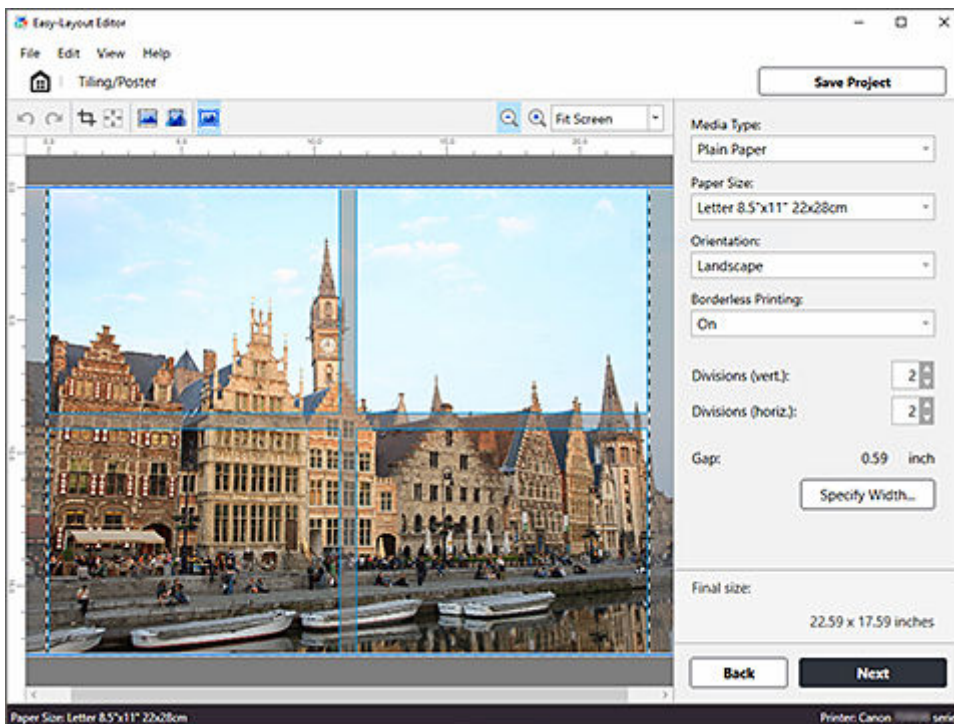 Easy-Layout Editor
File Edit View Help
Tiling/Poster
Save Project
Fit Screen
Media Type:
Plain Paper
Paper Size:
Letter 8.5"x11" 22x28cm
Orientation:
Landscape
Borderless Printing:
On
Divisions (vert.): 2
Divisions (horiz.): 2
Gap: 0.59 inch
Specify Width...
Final size:
22.59 x 17.59 inches
Back Next
Paper Size: Letter 8.5"x11" 22x28cm
Printer: Canon serie